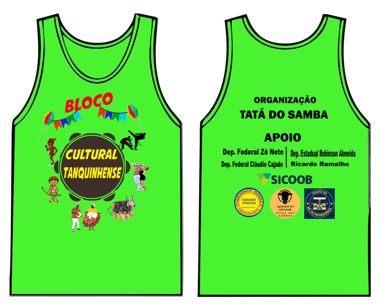 BLOCO
CULTURAL
TANQUINHENSE
ORGANIZAÇÃO
TATÁ DO SAMBA
APOIO
Dep. Federal Zé Neto
Dep. Estadual Robinson Almeida
Dep. Federal Cláudio Cajado
Ricardo Ramalho
SICOOB